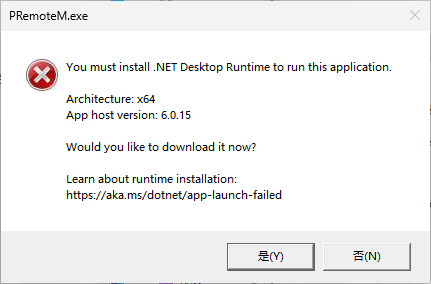 PRemoteM.exe
You must install .NET Desktop Runtime to run this application.
Architecture: x64
App host version: 6.0.15
Would you like to download it now?
Learn about runtime installation:
https://aka.ms/dotnet/app-launch-failed
是(Y) 否(N)